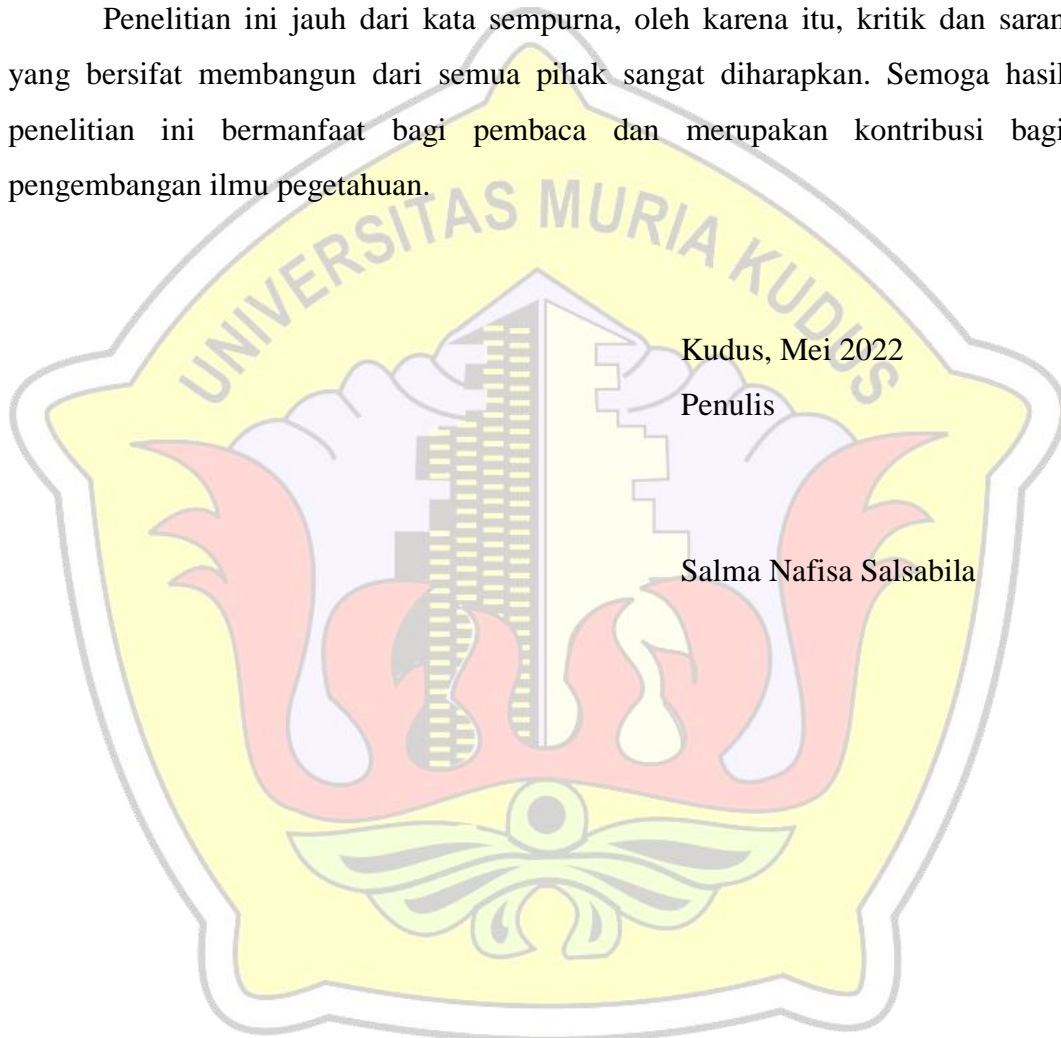 Penelitian ini jauh dari kata sempurna, oleh karena itu, kritik dan saran
yang bersifat membangun dari semua pihak sangat diharapkan. Semoga hasil
penelitian ini bermanfaat bagi pembaca dan merupakan kontribusi bagi
pengembangan ilmu pegetahuan.
UNIVERSITAS MURIA KUDUS
Kudus, Mei 2022
Penulis
Salma Nafisa Salsabila